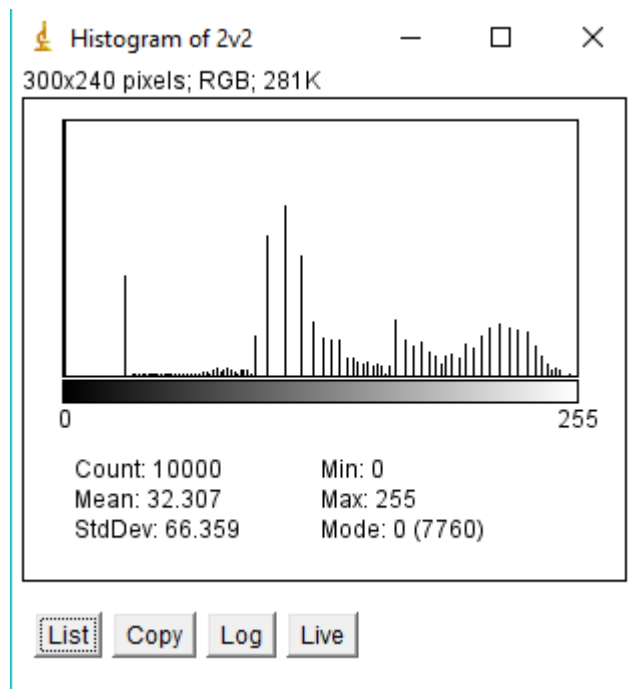 Histogram of 2v2
300x240 pixels; RGB; 281K
0 255
Count: 10000 Min: 0
Mean: 32.307 Max: 255
StdDev: 66.359 Mode: 0 (7760)
List Copy Log Live